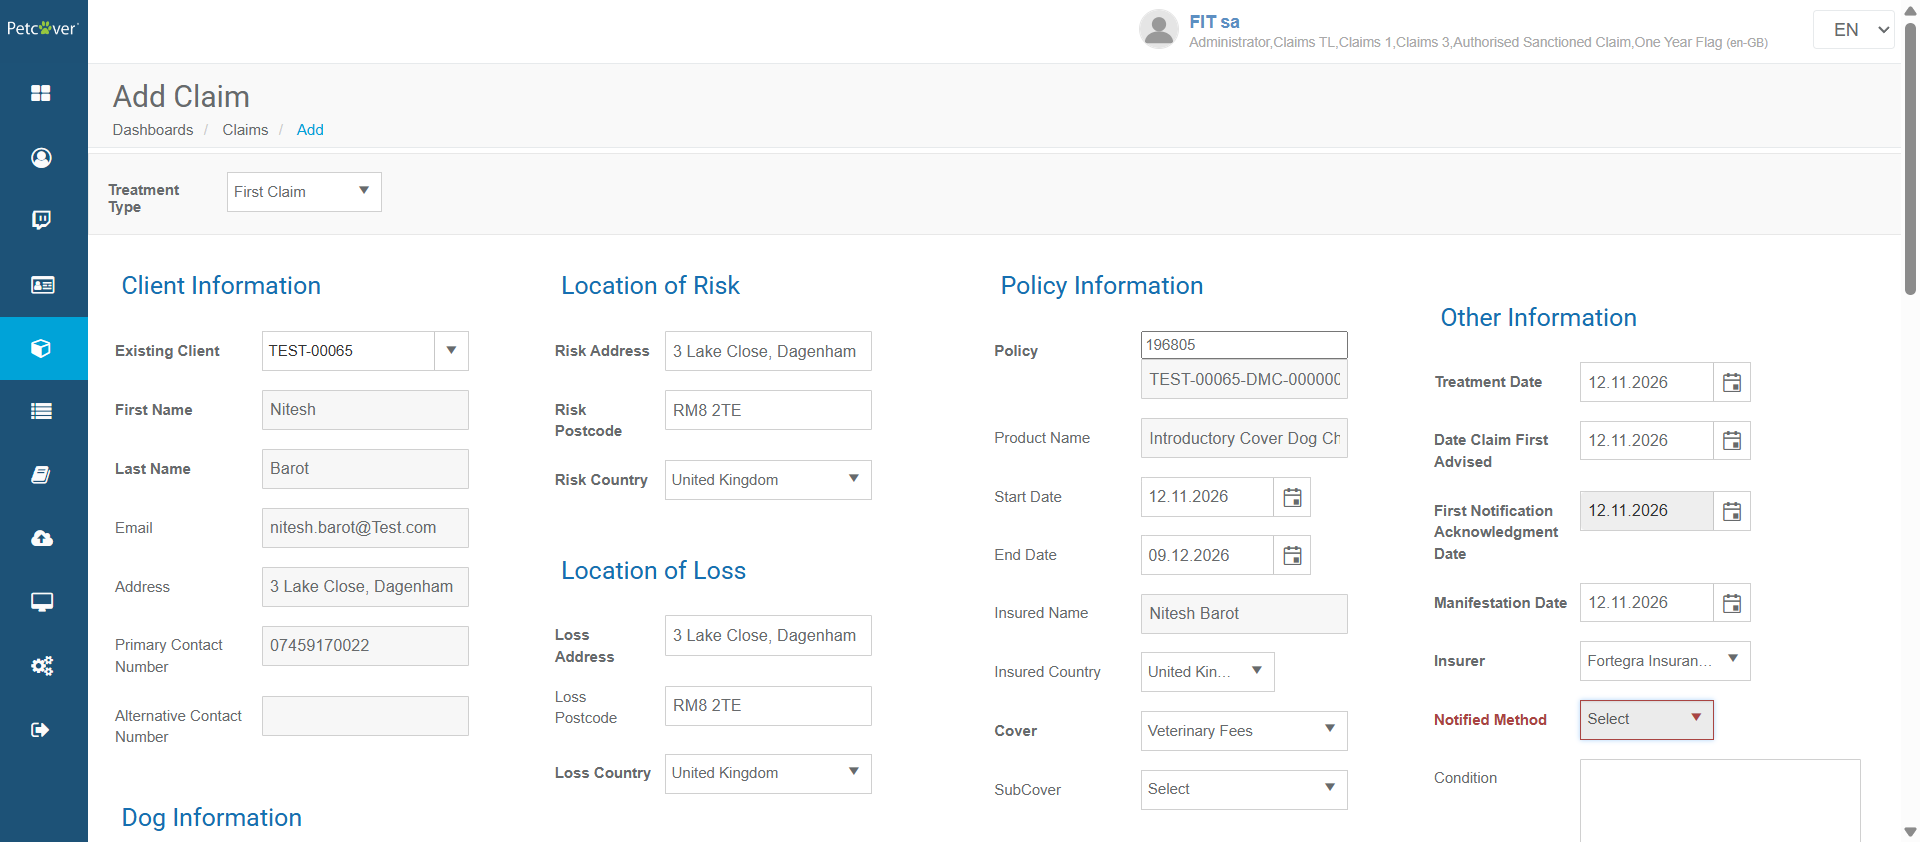 Petcover
FIT sa
Administrator,Claims TL,Claims 1,Claims 3,Authorised Sanctioned Claim,One Year Flag (en-GB)
EN
Add Claim
Dashboards / Claims / Add
Treatment
Type
First Claim
Client Information
Existing Client
TEST-00065
First Name
Nitesh
Last Name
Barot
Email
nitesh.barot@Test.com
Address
3 Lake Close, Dagenham
Primary Contact
Number
07459170022
Alternative Contact
Number
Dog Information
Location of Risk
Risk Address
3 Lake Close, Dagenham
Risk
Postcode
RM8 2TE
Risk Country
United Kingdom
Location of Loss
Loss
Address
3 Lake Close, Dagenham
Loss
Postcode
RM8 2TE
Loss Country
United Kingdom
Policy Information
Policy
196805
TEST-00065-DMC-000000
Product Name
Introductory Cover Dog Ch
Start Date
12.11.2026
End Date
09.12.2026
Insured Name
Nitesh Barot
Insured Country
United Kin...
Cover
Veterinary Fees
SubCover
Select
Other Information
Treatment Date
12.11.2026
Date Claim First
Advised
12.11.2026
First Notification
Acknowledgment
Date
12.11.2026
Manifestation Date
12.11.2026
Insurer
Fortegra Insuran...
Notified Method
Select
Condition